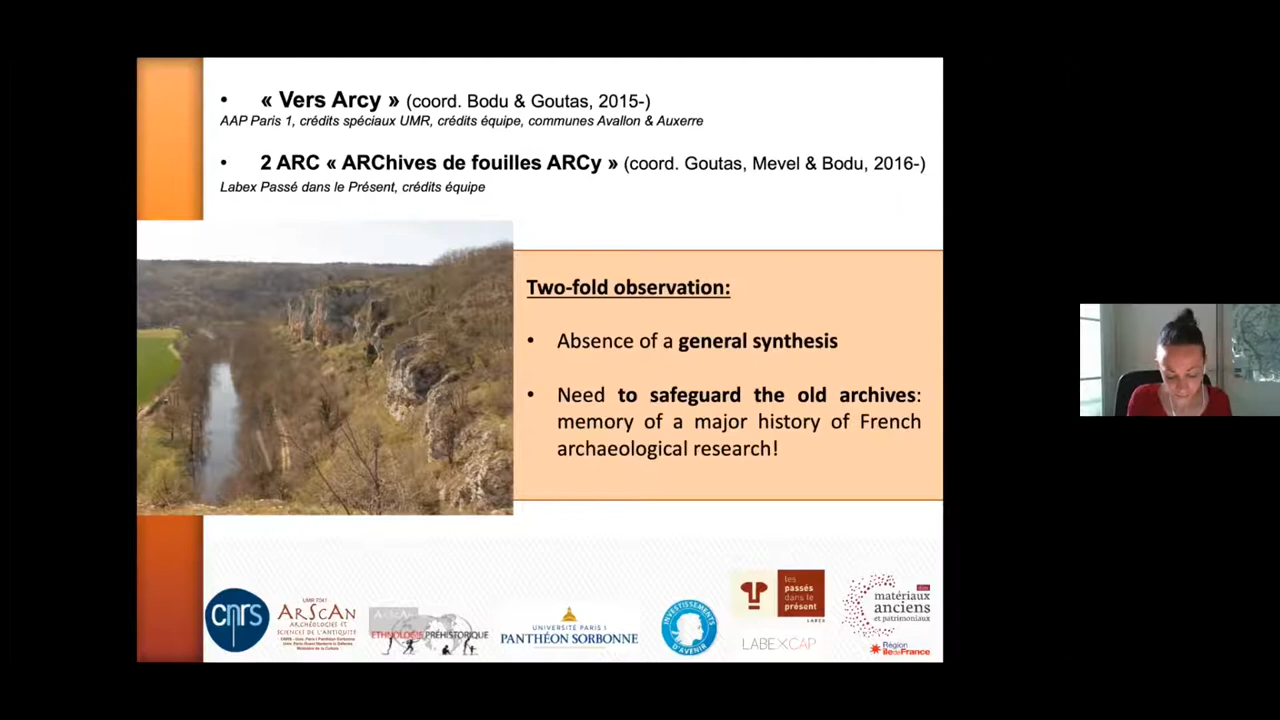 • « Vers Arcy » (coord. Bodu & Goutas, 2015-)
AAP Paris 1, crédits spéciaux UMR, crédits équipe, communes Avallon & Auxerre
• 2 ARC « ARChives de fouilles ARCy » (coord. Goutas, Mevel & Bodu, 2016-)
Labex Passé dans le Présent, crédits équipe
Two-fold observation:
• Absence of a general synthesis
• Need to safeguard the old archives:
memory of a major history of French
archaeological research!
cnrs
UMR 7041
ARSCAN
ARCHÉOLOGIES ET
SCIENCES DE L'ANTIQUITÉ
ARSCAN
ETHNOLOGIE PRÉHISTORIQUE
UNIVERSITÉ PARIS 1
PANTHÉON SORBONNE
INVESTISSEMENTS
D'AVENIR
les
passés
dans le
présent
LABEX
LABEXCAP
matériaux
anciens
et patrimoniaux
Région
îledeFrance